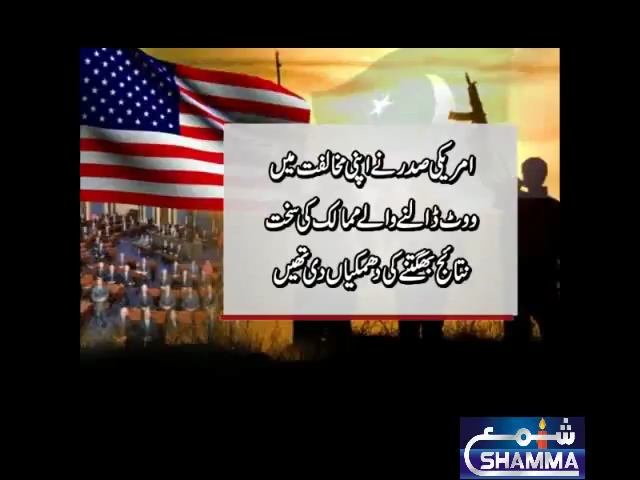 امریکی صدر نے اپنی مخالفت میں
ووٹ ڈالنے والے ممالک کی سخت
نتائج بھگتنے کی دھمکیاں دی تھیں
شمع
SHAMMA